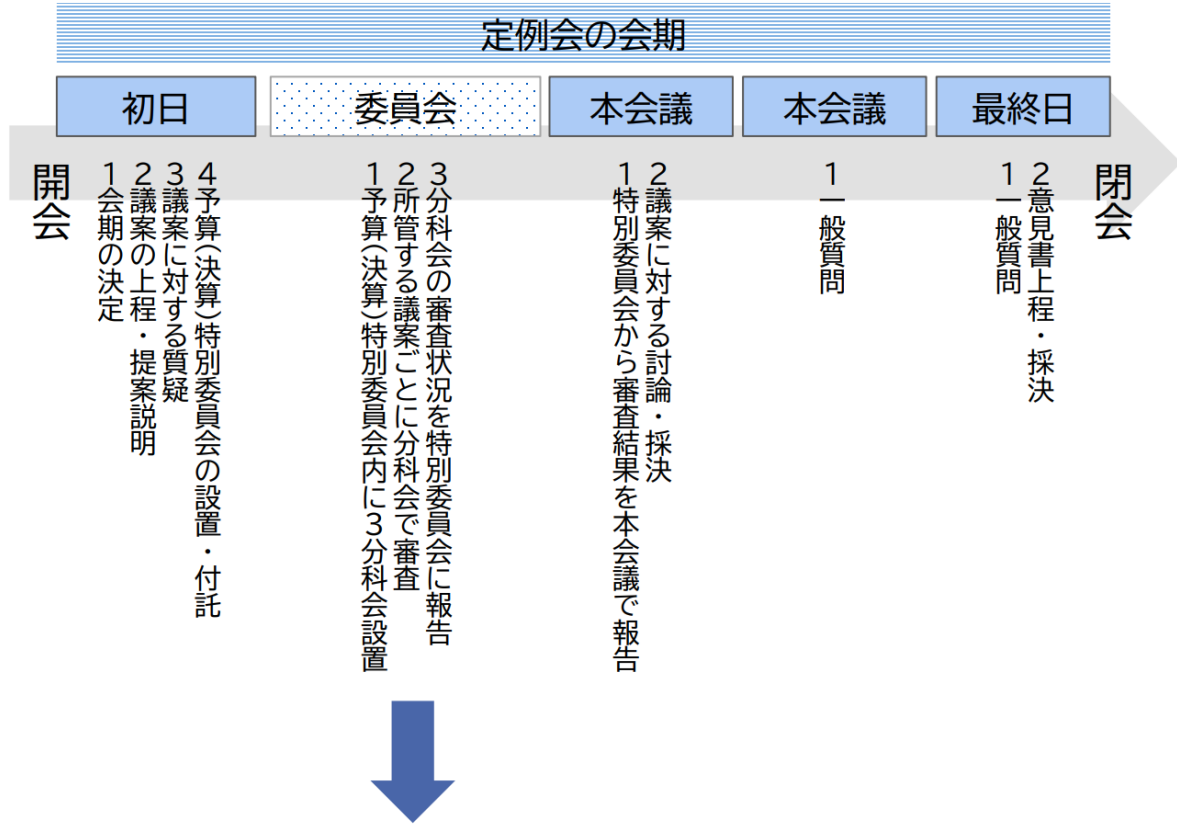 定例会の会期
初日
委員会
本会議
本会議
最終日
開会
1会期の決定
2議案の上程・提案説明
3議案に対する質疑
4予算(決算)特別委員会の設置・付託
1予算(決算)特別委員会内に3分科会設置
2所管する議案ごとに分科会で審査
3分科会の審査状況を特別委員会に報告
1特別委員会から審査結果を本会議で報告
2議案に対する討論・採決
1一般質問
1一般質問
2意見書上程・採決
閉会